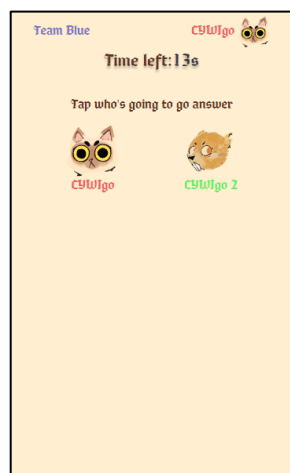 Team Blue
CYWIgo
Time left:13s
Tap who's going to go answer
CYWIgo
CYWIgo 2